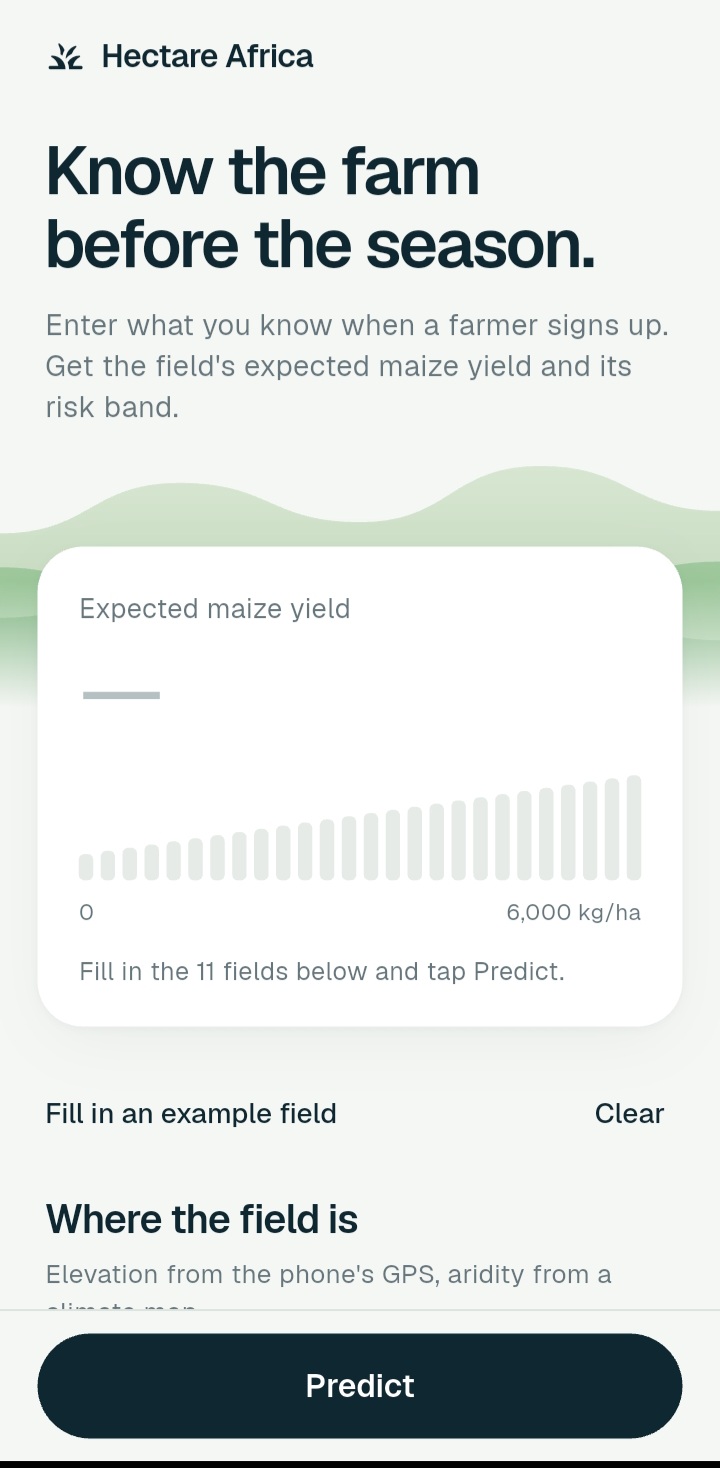 Hectare Africa
Know the farm
before the season.
Enter what you know when a farmer signs up.
Get the field's expected maize yield and its
risk band.
Expected maize yield
—
0
6,000 kg/ha
Fill in the 11 fields below and tap Predict.
Fill in an example field
Clear
Where the field is
Elevation from the phone's GPS, aridity from a
climate map.
Predict